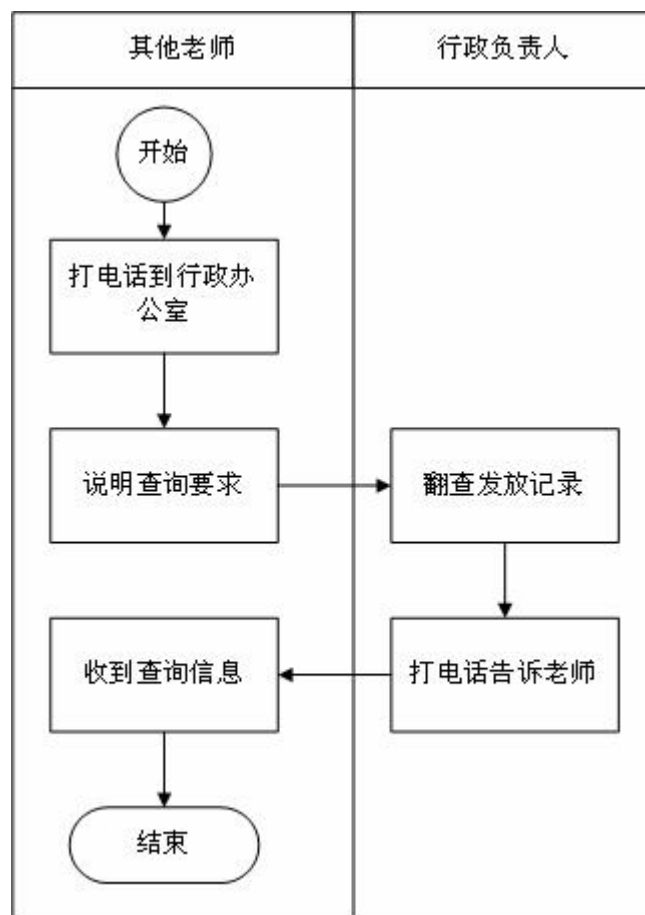 其他老师
行政负责人
开始
打电话到行政办
公室
说明查询要求
翻查发放记录
收到查询信息
打电话告诉老师
结束